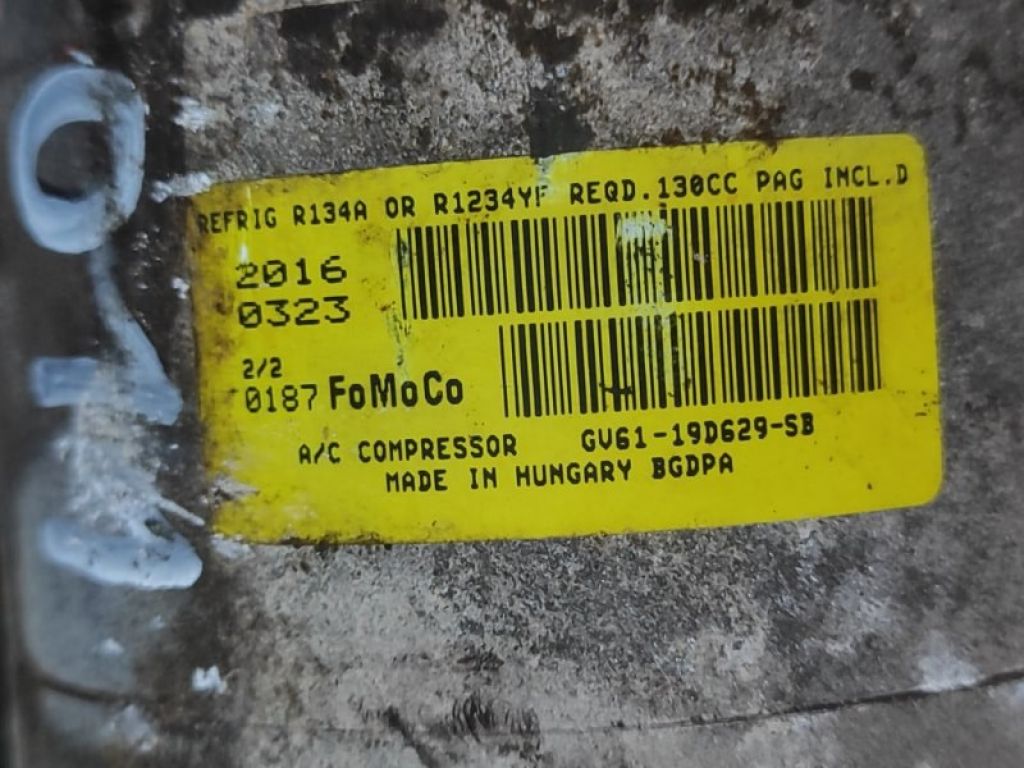 REFRIG R134A OR R1234YF REQD.130CC PAG INCL.D
2016
0323
2/2
0187 FoMoCo
A/C COMPRESSOR GV61-19D629-SB
MADE IN HUNGARY BGDPA